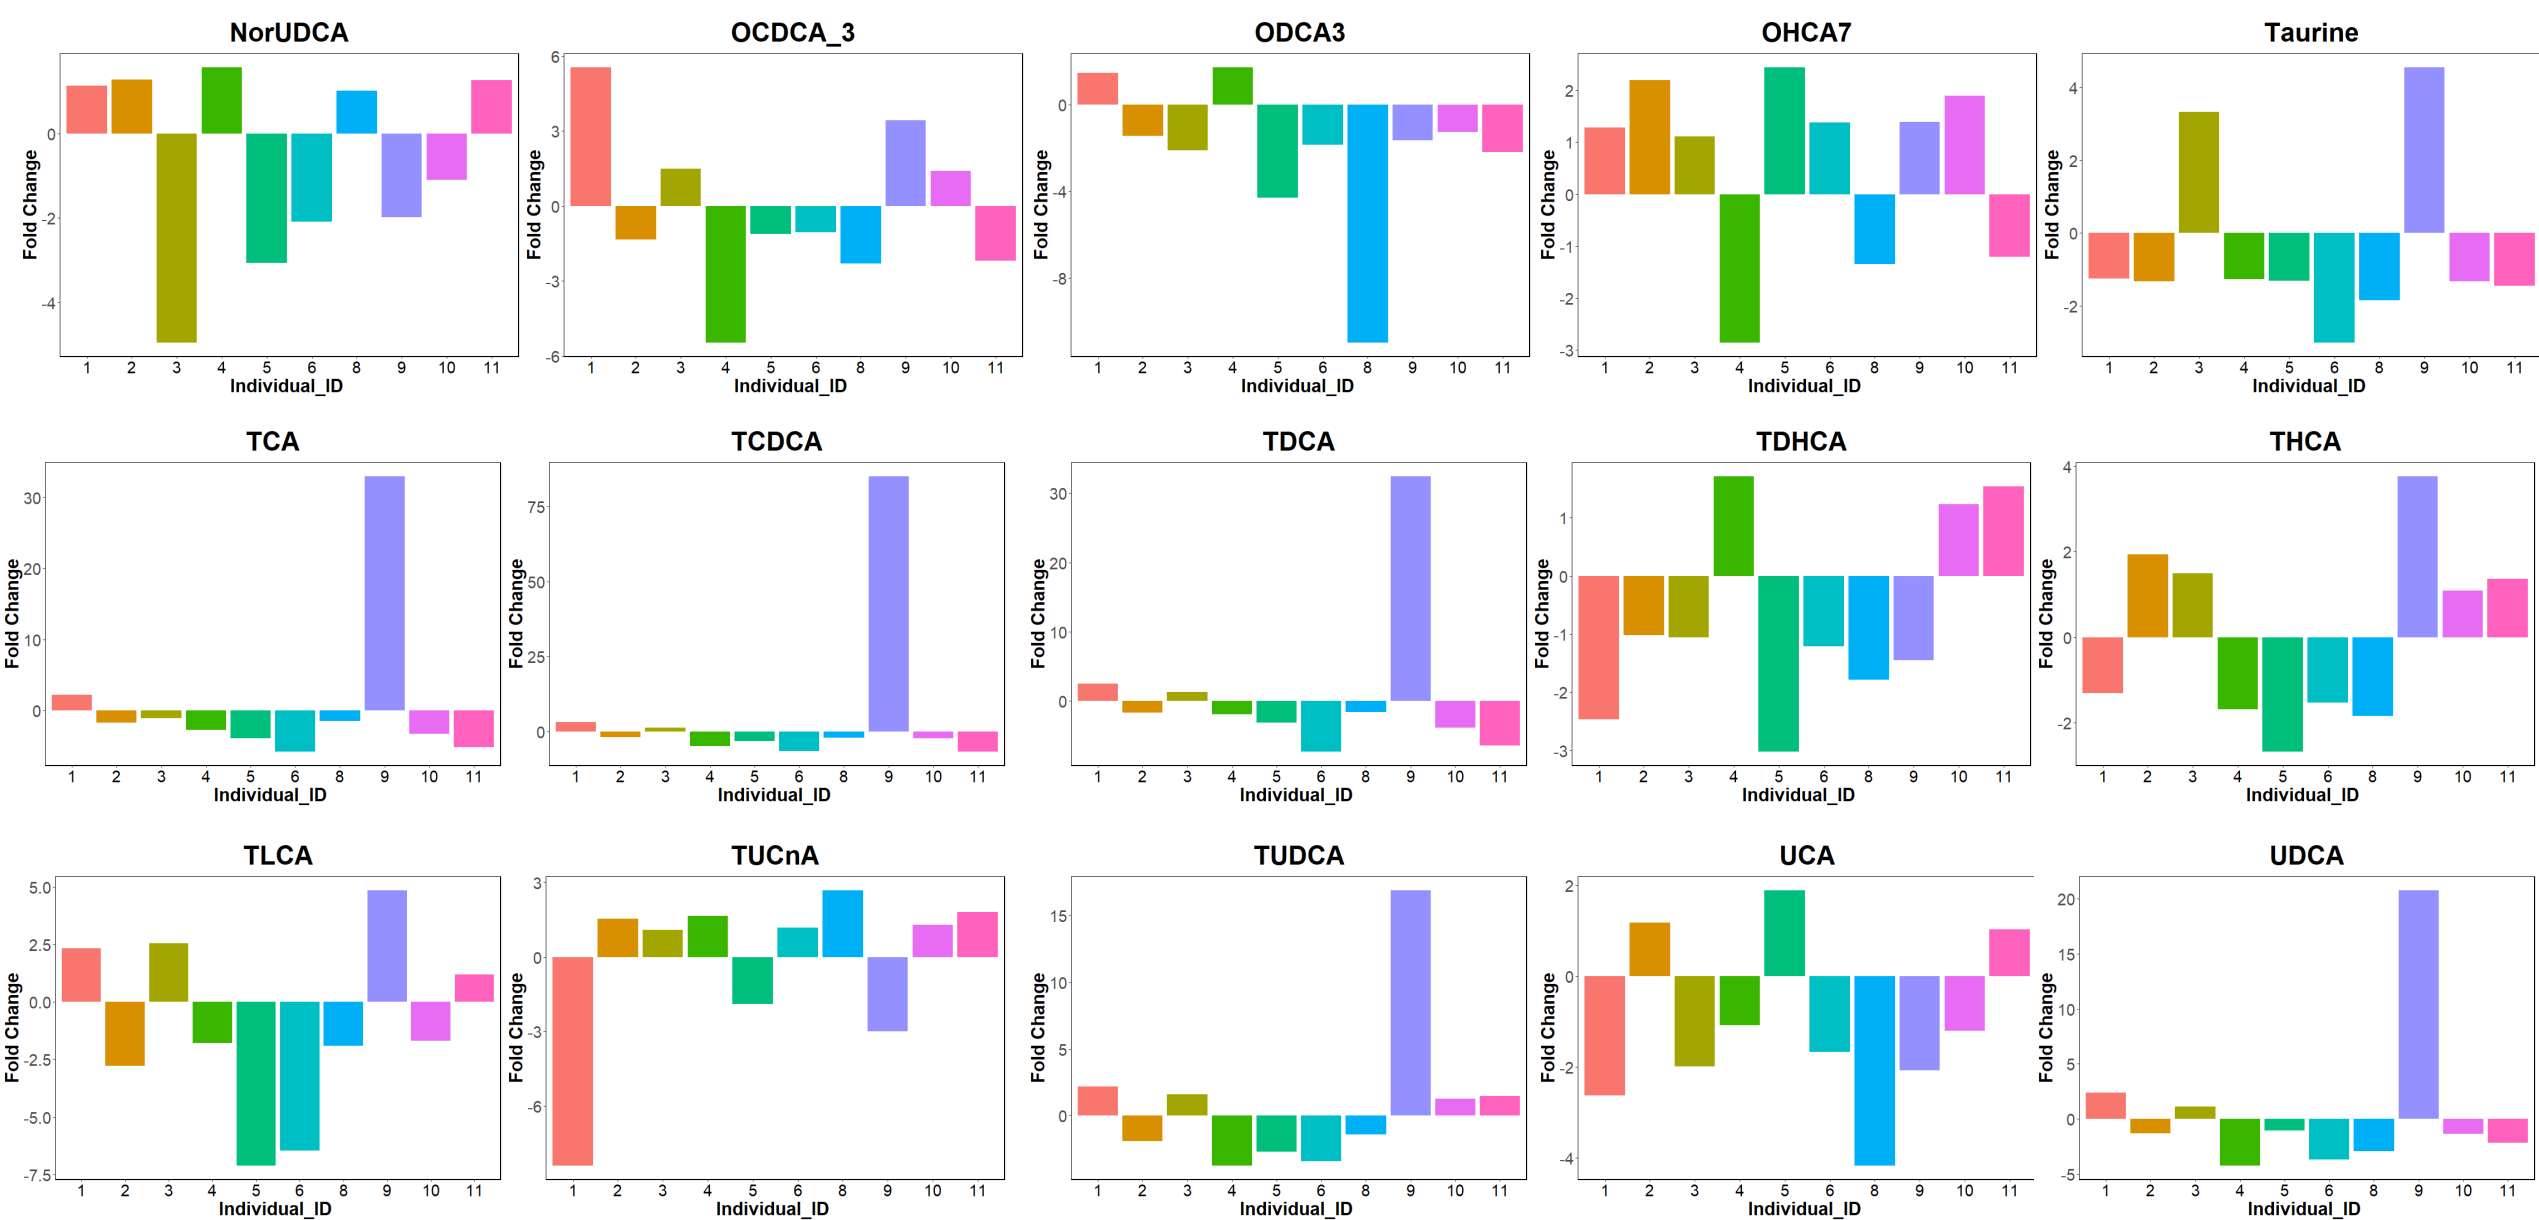 NorUDCA OCDCA_3 ODCA3 OHCA7 Taurine
Fold Change
0
-2
-4
1 2 3 4 5 6 8 9 10 11
Individual_ID
Fold Change
6
3
0
-3
-6
1 2 3 4 5 6 8 9 10 11
Individual_ID
Fold Change
0
-4
-8
1 2 3 4 5 6 8 9 10 11
Individual_ID
Fold Change
2
1
0
-1
-2
-3
1 2 3 4 5 6 8 9 10 11
Individual_ID
Fold Change
4
2
0
-2
1 2 3 4 5 6 8 9 10 11
Individual_ID
TCA TCDCA TDCA TDHCA THCA
Fold Change
30
20
10
0
1 2 3 4 5 6 8 9 10 11
Individual_ID
Fold Change
75
50
25
0
1 2 3 4 5 6 8 9 10 11
Individual_ID
Fold Change
30
20
10
0
1 2 3 4 5 6 8 9 10 11
Individual_ID
Fold Change
1
0
-1
-2
-3
1 2 3 4 5 6 8 9 10 11
Individual_ID
Fold Change
4
2
0
-2
1 2 3 4 5 6 8 9 10 11
Individual_ID
TLCA TUCnA TUDCA UCA UDCA
Fold Change
5.0
2.5
0.0
-2.5
-5.0
-7.5
1 2 3 4 5 6 8 9 10 11
Individual_ID
Fold Change
3
0
-3
-6
1 2 3 4 5 6 8 9 10 11
Individual_ID
Fold Change
15
10
5
0
1 2 3 4 5 6 8 9 10 11
Individual_ID
Fold Change
2
0
-2
-4
1 2 3 4 5 6 8 9 10 11
Individual_ID
Fold Change
20
15
10
5
0
-5
1 2 3 4 5 6 8 9 10 11
Individual_ID